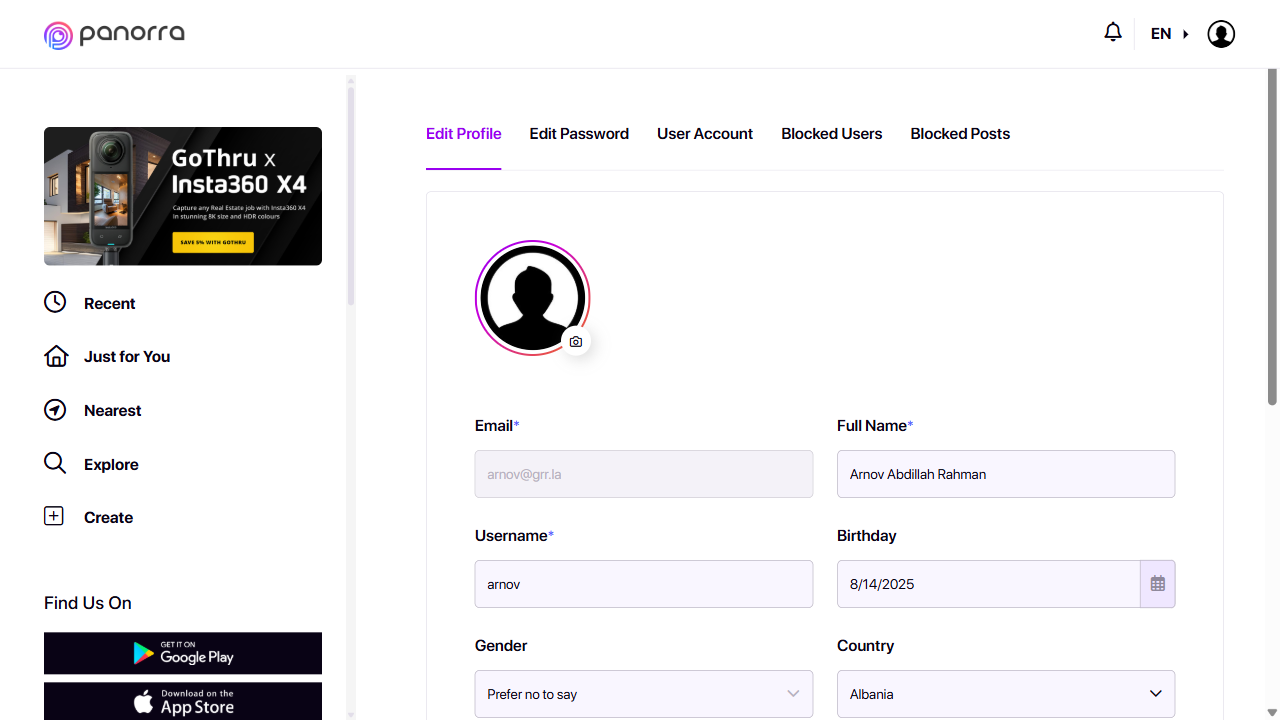 panorra
EN
GoThru x
Insta360 X4
Capture any Real Estate job with Insta360 X4
in stunning 8K size and HDR colours
SAVE 5% WITH GOTHRU
Recent
Just for You
Nearest
Explore
Create
Find Us On
GET IT ON
Google Play
Download on the
App Store
Edit Profile Edit Password User Account Blocked Users Blocked Posts
Email* Full Name*
arnov@grr.la Arnov Abdillah Rahman
Username* Birthday
arnov 8/14/2025
Gender Country
Prefer no to say Albania